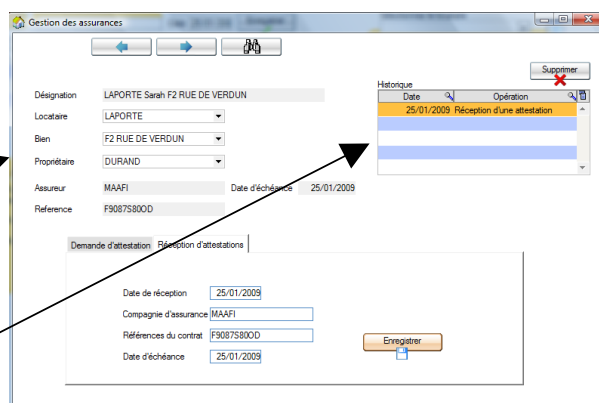 Gestion des assurances
Supprimer
Historique
Date Opération
25/01/2009 Réception d'une attestation
Désignation LAPORTE Sarah F2 RUE DE VERDUN
Locataire LAPORTE
Bien F2 RUE DE VERDUN
Propriétaire DURAND
Assureur MAAFI Date d'échéance 25/01/2009
Reference F9087S80OD
Demande d'attestation Réception d'attestations
Date de réception 25/01/2009
Compagnie d'assurance MAAFI
Références du contrat F9087S80OD
Date d'échéance 25/01/2009
Enregistrer